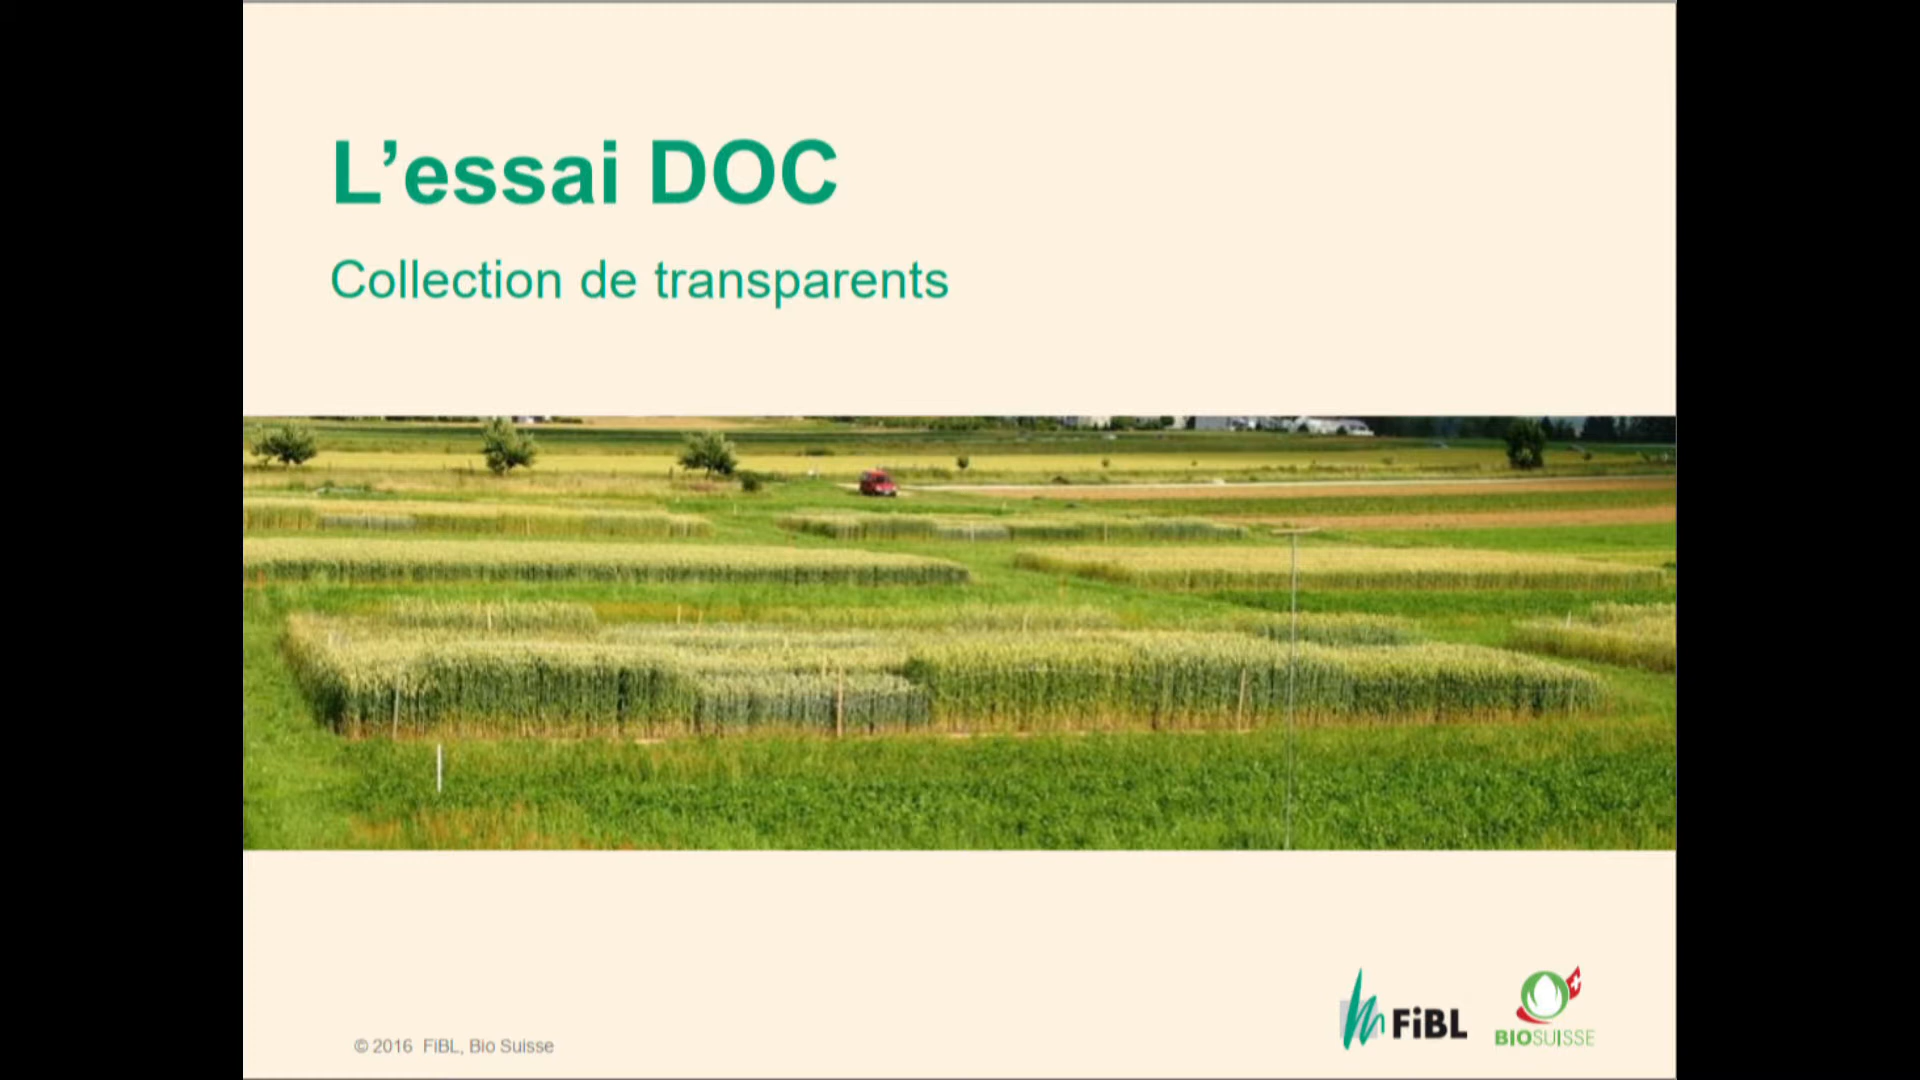 L’essai DOC
Collection de transparents
© 2016 FiBL, Bio Suisse
FiBL
BIOSUISSE